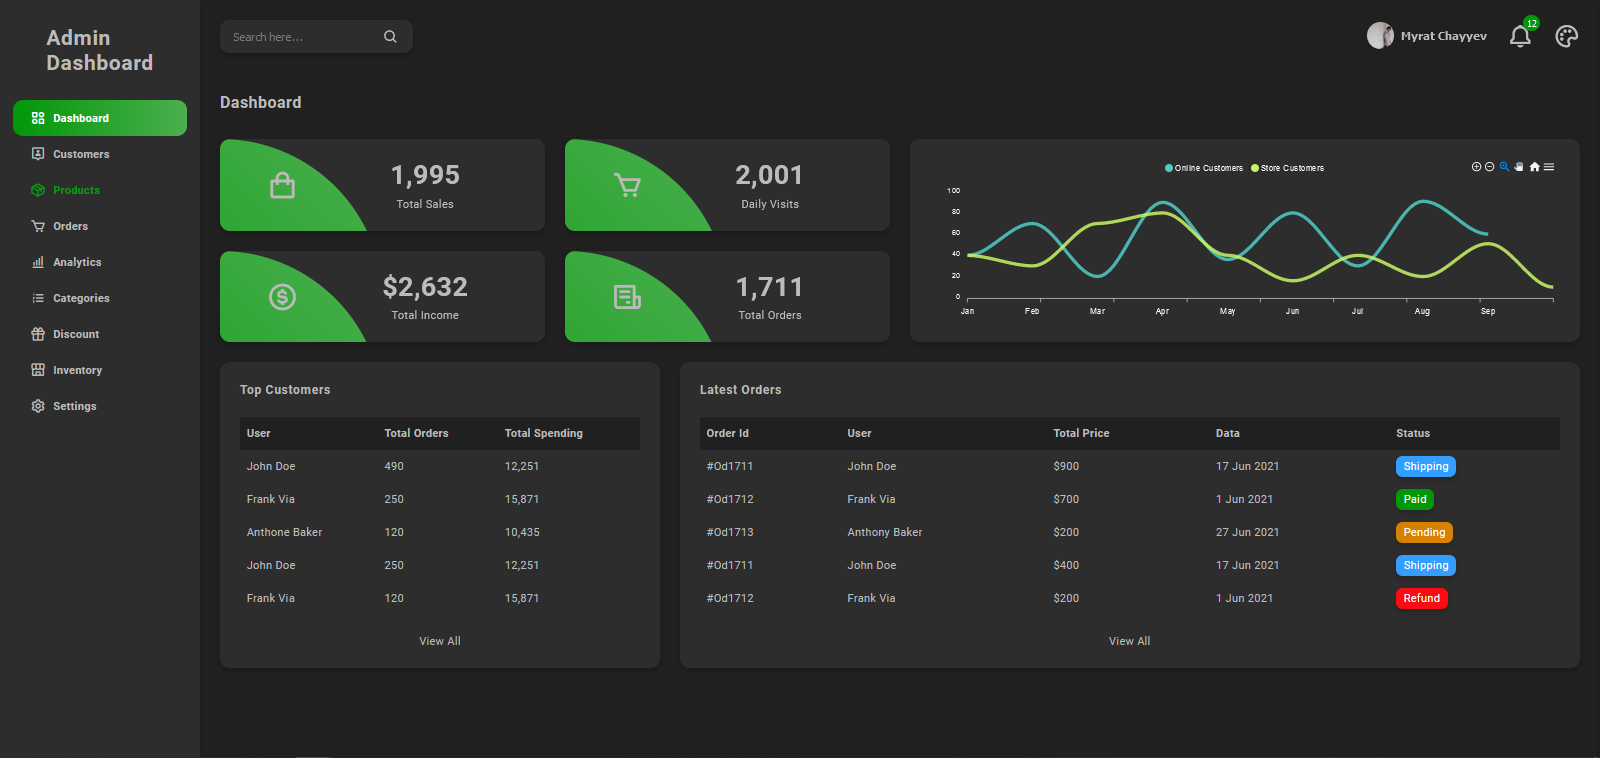 Admin
Dashboard
Dashboard
Customers
Products
Orders
Analytics
Categories
Discount
Inventory
Settings
Search here...
Myrat Chayyev
12
Dashboard
1,995
Total Sales
2,001
Daily Visits
$2,632
Total Income
1,711
Total Orders
Online Customers Store Customers
100
80
60
40
20
0
Jan Feb Mar Apr May Jun Jul Aug Sep
Top Customers
User Total Orders Total Spending
John Doe 490 12,251
Frank Via 250 15,871
Anthone Baker 120 10,435
John Doe 250 12,251
Frank Via 120 15,871
View All
Latest Orders
Order Id User Total Price Data Status
#Od1711 John Doe $900 17 Jun 2021 Shipping
#Od1712 Frank Via $700 1 Jun 2021 Paid
#Od1713 Anthony Baker $200 27 Jun 2021 Pending
#Od1711 John Doe $400 17 Jun 2021 Shipping
#Od1712 Frank Via $200 1 Jun 2021 Refund
View All